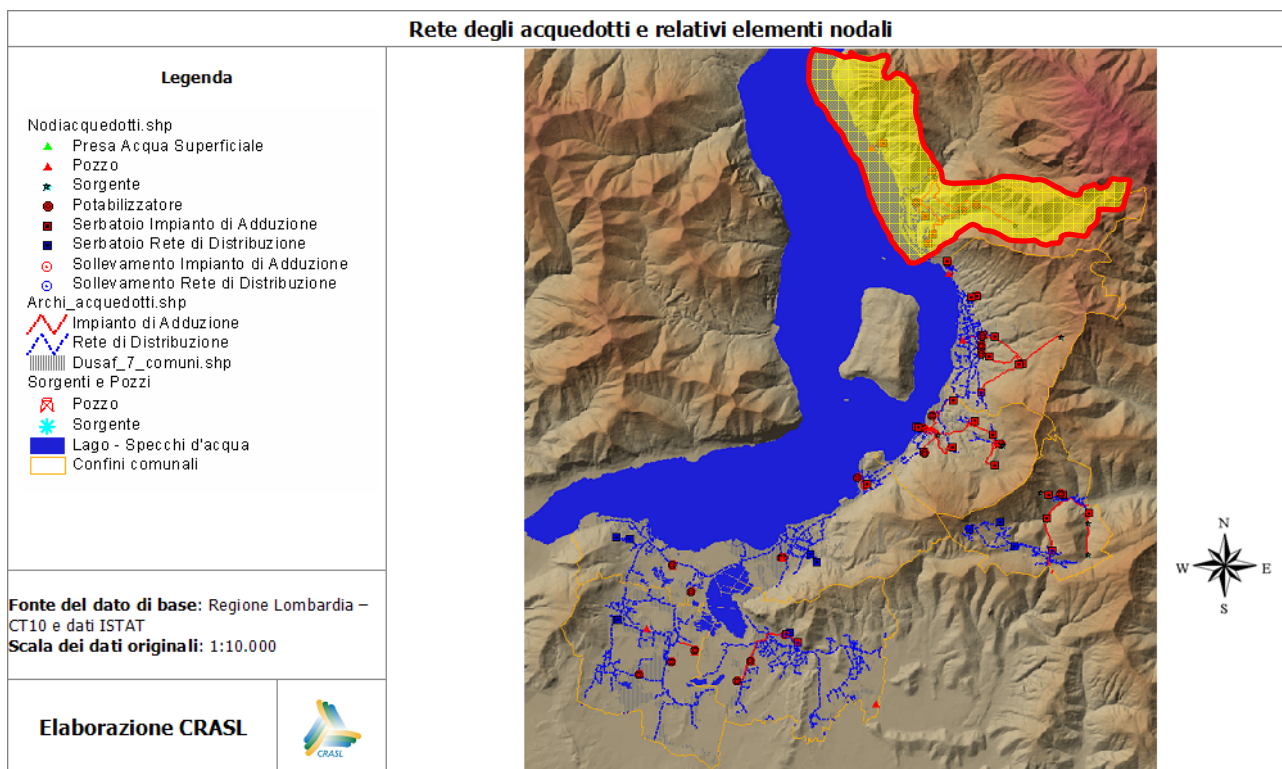 Rete degli acquedotti e relativi elementi nodali
Legenda
Nodiacquedotti.shp
Presa Acqua Superficiale
Pozzo
Sorgente
Potabilizzatore
Serbatoio Impianto di Adduzione
Serbatoio Rete di Distribuzione
Sollevamento Impianto di Adduzione
Sollevamento Rete di Distribuzione
Archi_acquedotti.shp
Impianto di Adduzione
Rete di Distribuzione
Dusaf_7_comuni.shp
Sorgenti e Pozzi
Pozzo
Sorgente
Lago - Specchi d'acqua
Confini comunali
Fonte del dato di base: Regione Lombardia –
CT10 e dati ISTAT
Scala dei dati originali: 1:10.000
Elaborazione CRASL
CRASL
N
W E
S